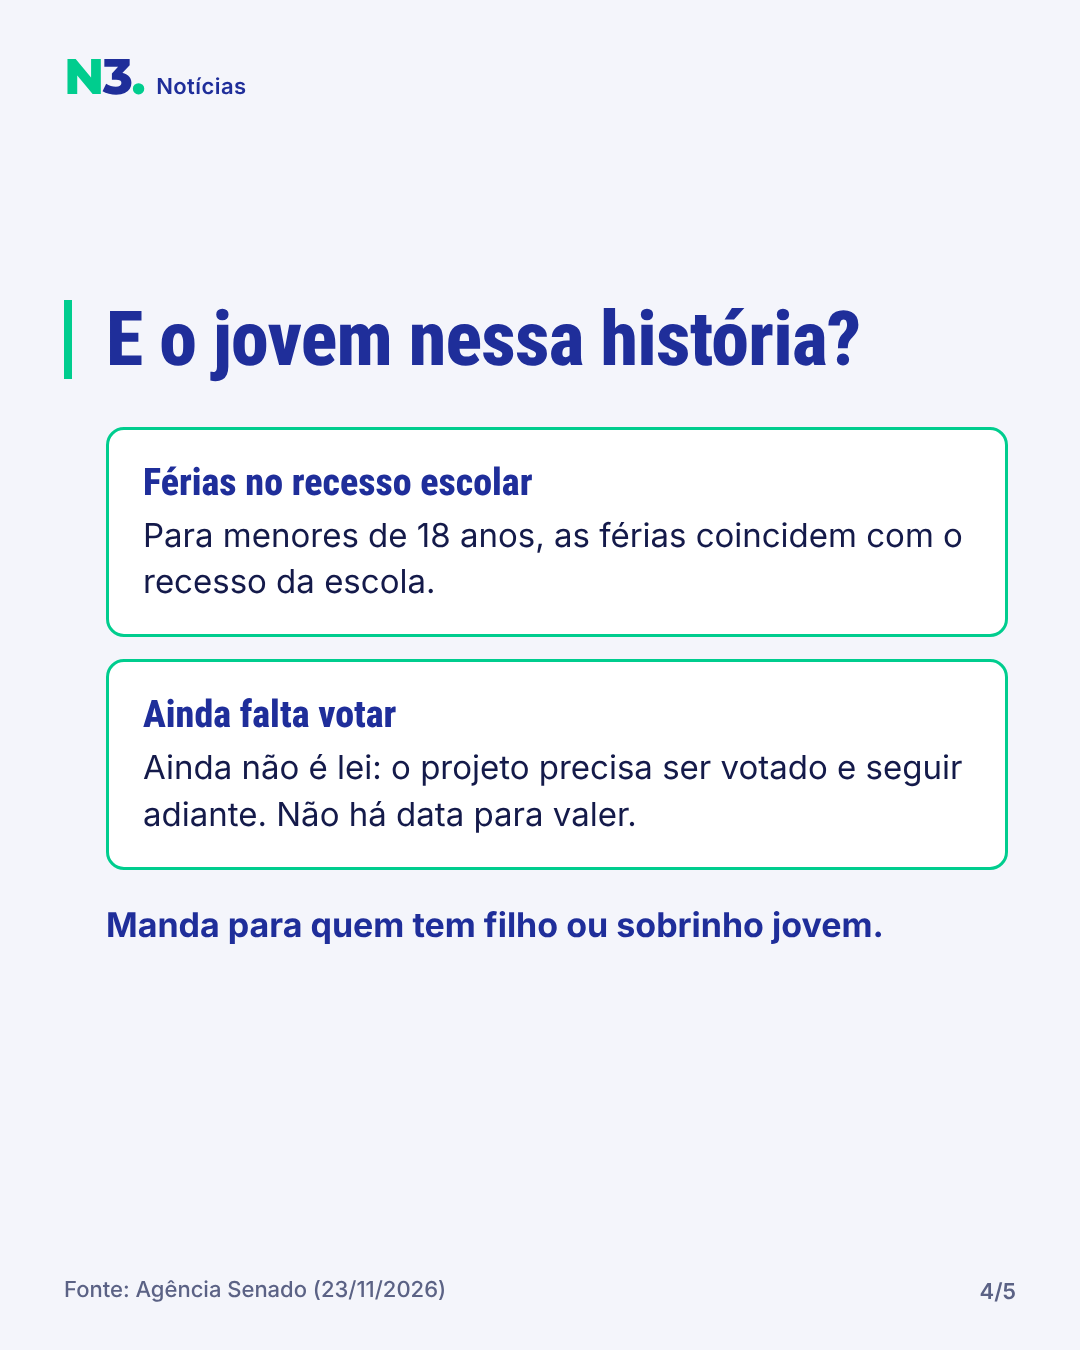 N3. Notícias
E o jovem nessa história?
Férias no recesso escolar
Para menores de 18 anos, as férias coincidem com o
recesso da escola.
Ainda falta votar
Ainda não é lei: o projeto precisa ser votado e seguir
adiante. Não há data para valer.
Manda para quem tem filho ou sobrinho jovem.
Fonte: Agência Senado (23/11/2026)
4/5